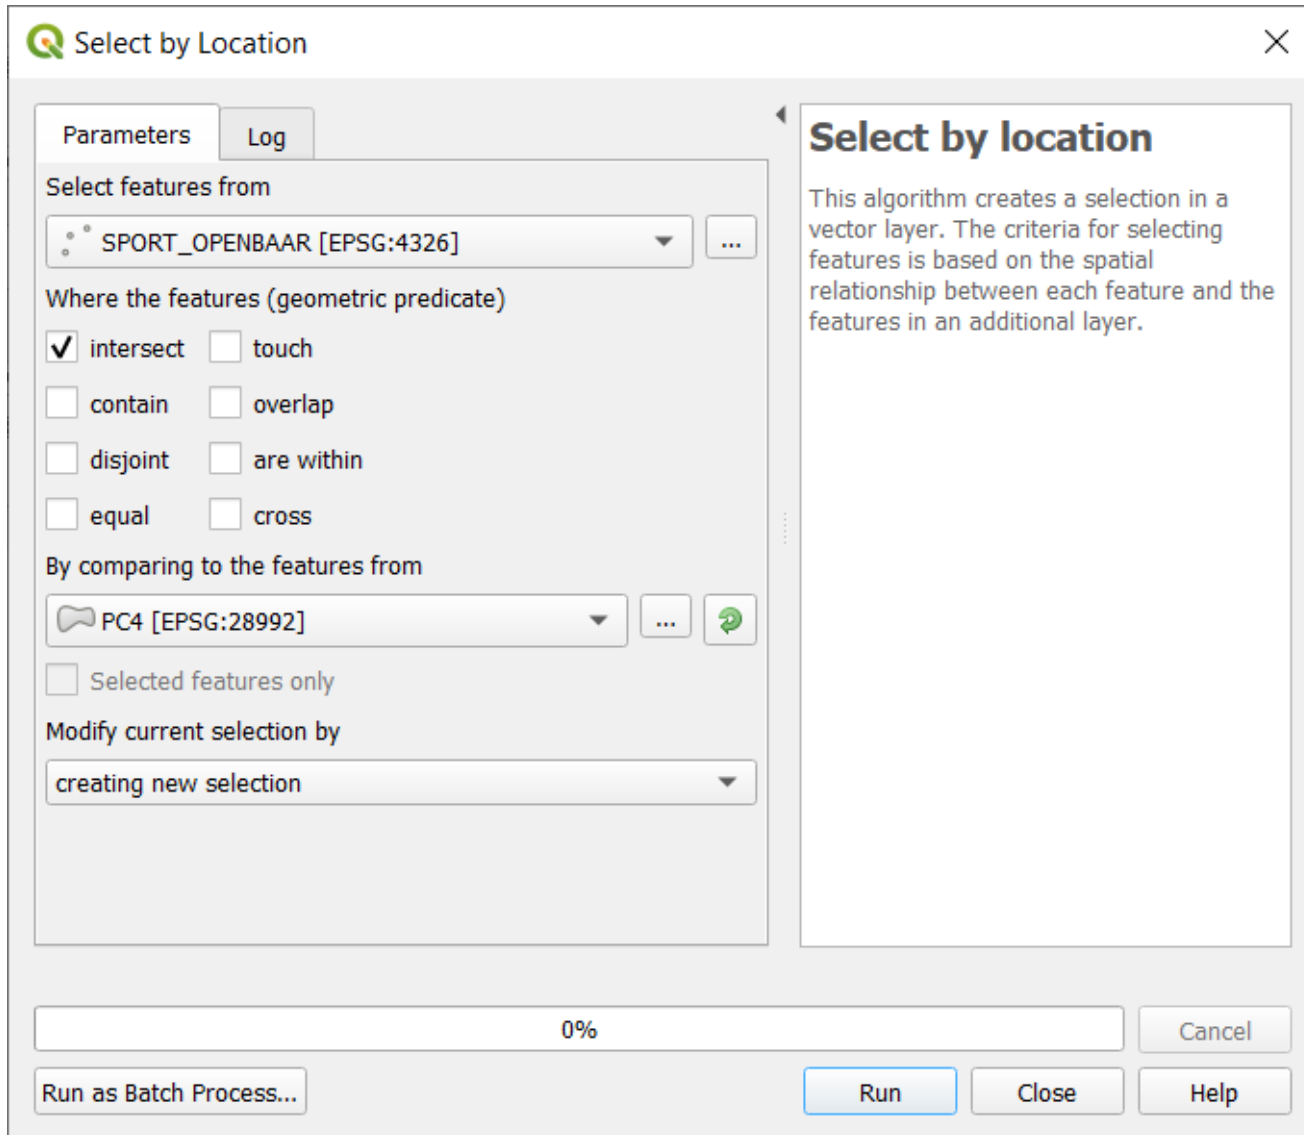 Select by Location
Parameters
Log
Select features from
SPORT_OPENBAAR [EPSG:4326]
...
Where the features (geometric predicate)
intersect
touch
contain
overlap
disjoint
are within
equal
cross
By comparing to the features from
PC4 [EPSG:28992]
...
Selected features only
Modify current selection by
creating new selection
Select by location
This algorithm creates a selection in a
vector layer. The criteria for selecting
features is based on the spatial
relationship between each feature and the
features in an additional layer.
0%
Cancel
Run as Batch Process...
Run
Close
Help